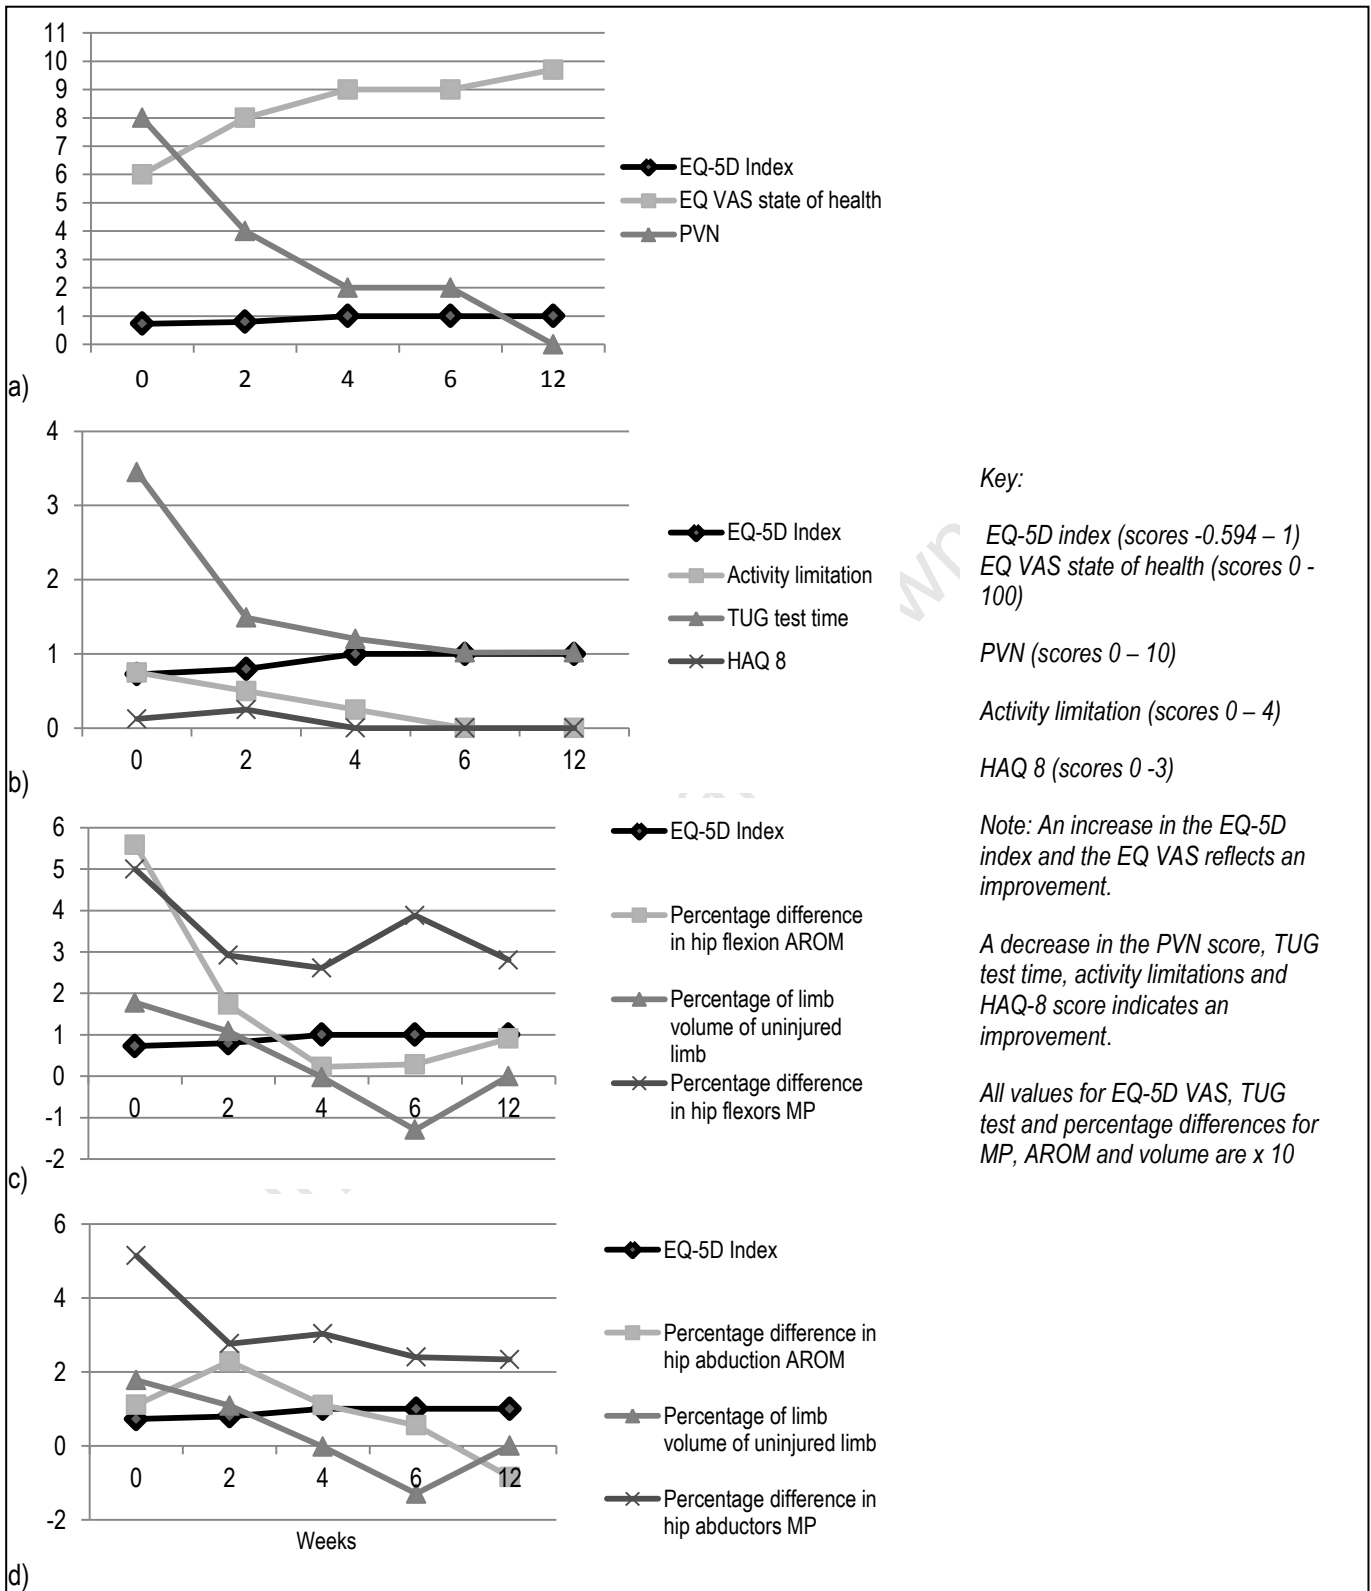 11
10
9
8
7
6
5
4
3
2
1
0
0 2 4 6 12
EQ-5D Index
EQ VAS state of health
PVN
a)
4
3
2
1
0
0 2 4 6 12
EQ-5D Index
Activity limitation
TUG test time
HAQ 8
b)
6
5
4
3
2
1
0
-1
-2
0 2 4 6 12
EQ-5D Index
Percentage difference
in hip flexion AROM
Percentage of limb
volume of uninjured
limb
Percentage difference
in hip flexors MP
c)
6
4
2
0
-2
0 2 4 6 12
Weeks
EQ-5D Index
Percentage difference in
hip abduction AROM
Percentage of limb
volume of uninjured limb
Percentage difference in
hip abductors MP
d)
Key:
EQ-5D index (scores -0.594 – 1)
EQ VAS state of health (scores 0 -
100)
PVN (scores 0 – 10)
Activity limitation (scores 0 – 4)
HAQ 8 (scores 0 -3)
Note: An increase in the EQ-5D
index and the EQ VAS reflects an
improvement.
A decrease in the PVN score, TUG
test time, activity limitations and
HAQ-8 score indicates an
improvement.
All values for EQ-5D VAS, TUG
test and percentage differences for
MP, AROM and volume are x 10